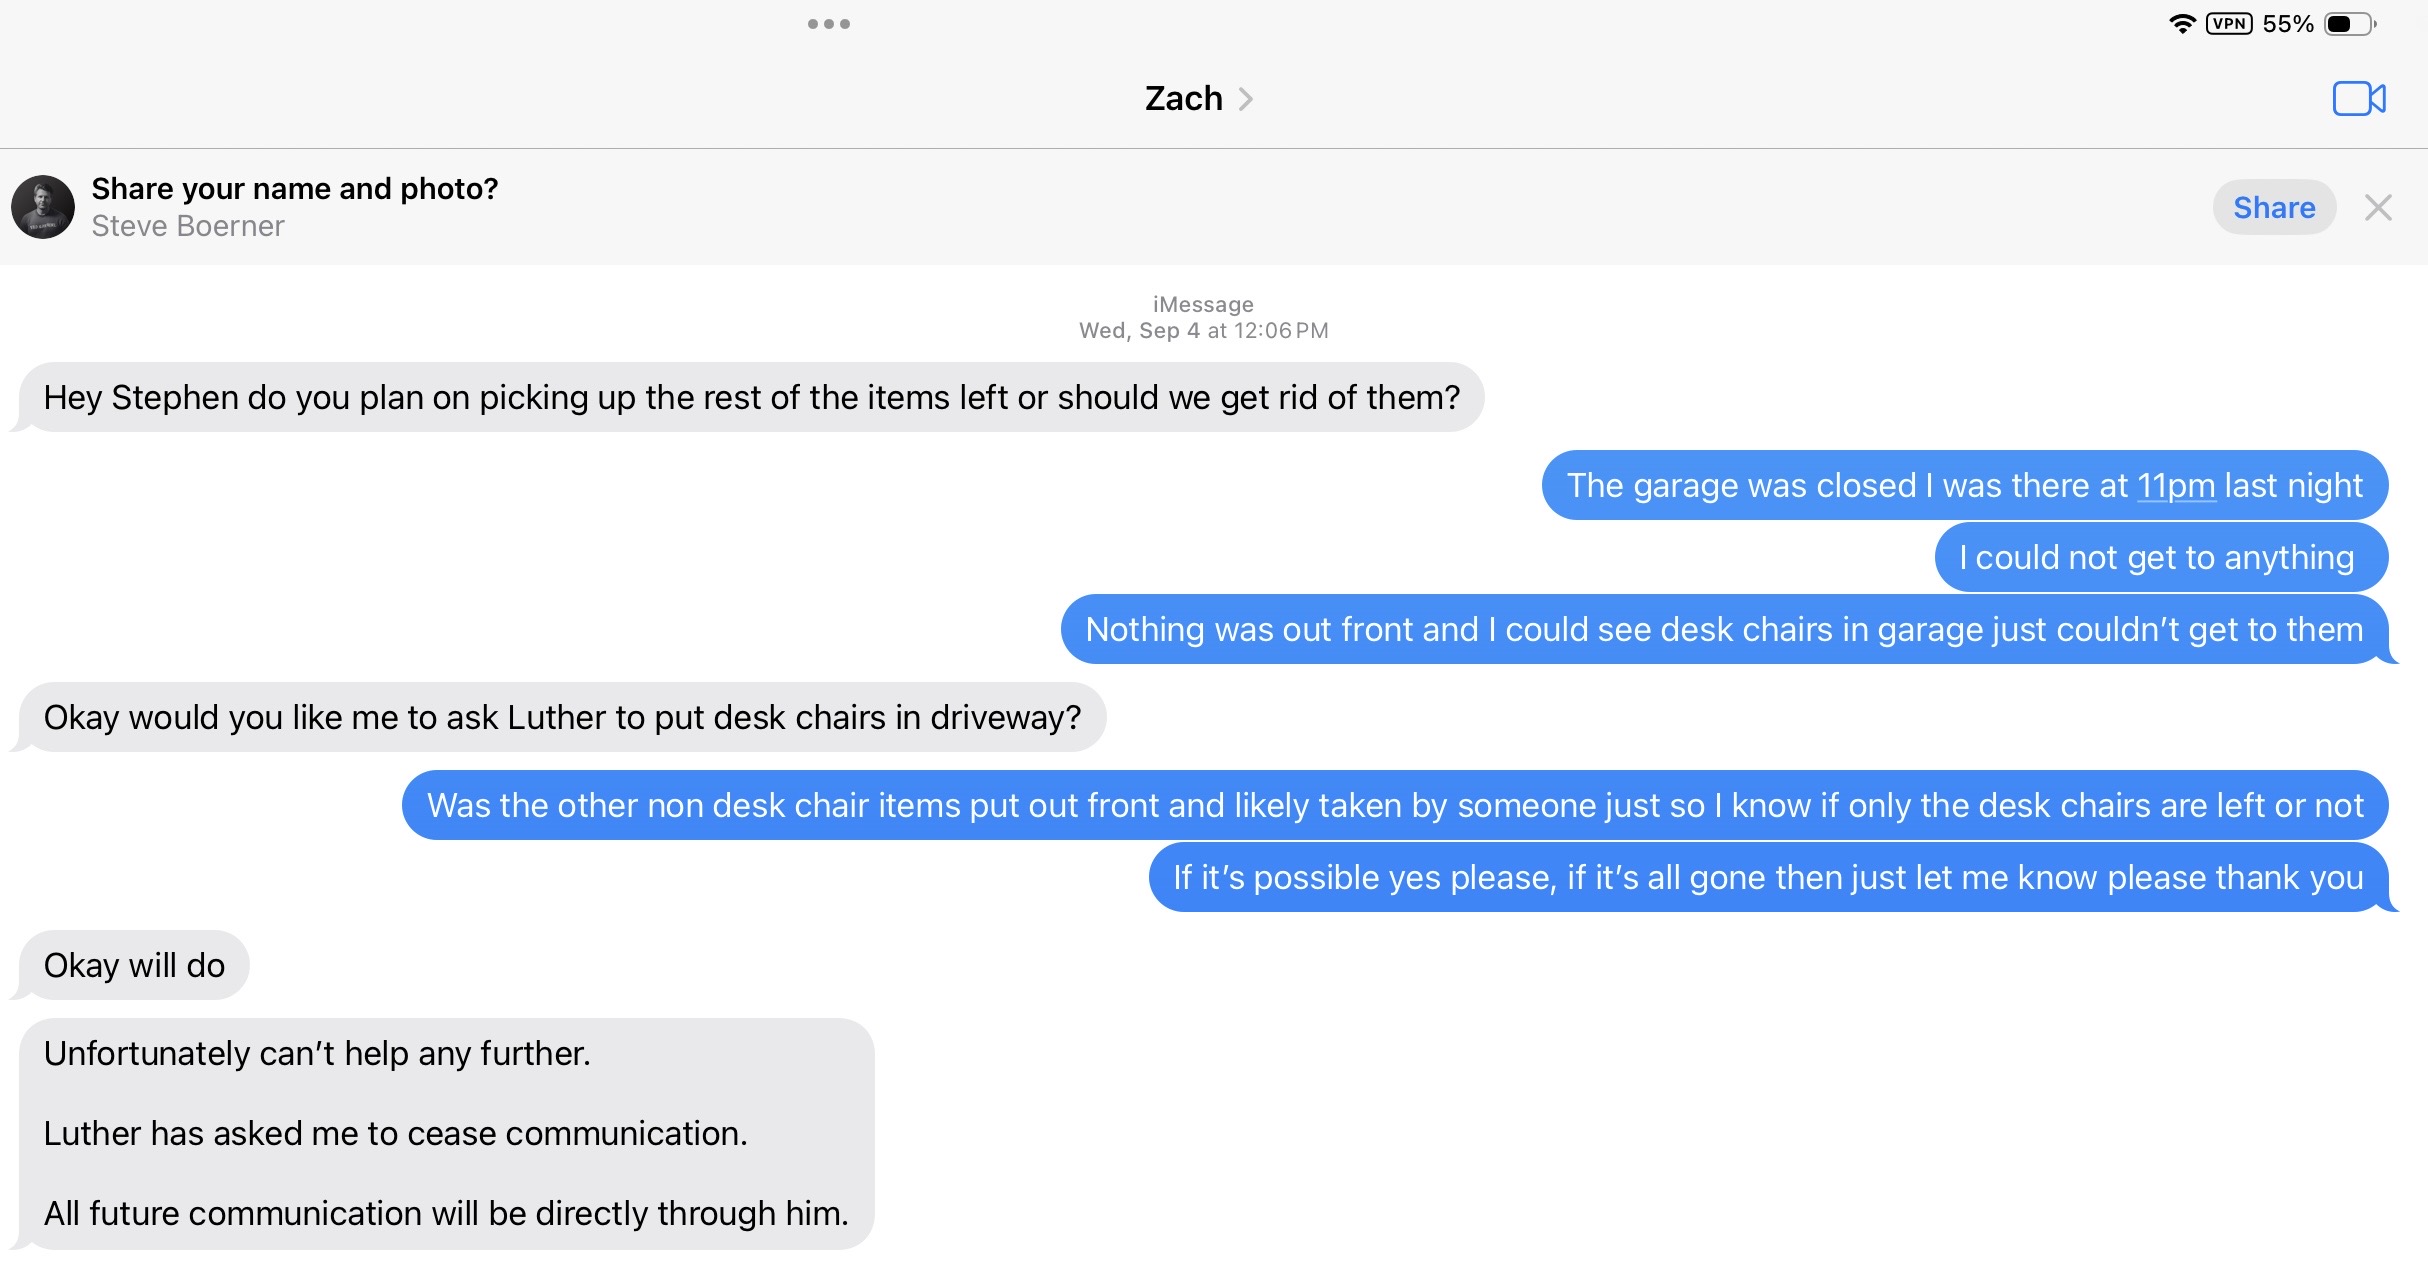 VPN 55%
Zach
Share your name and photo?
Steve Boerner
Share
iMessage
Wed, Sep 4 at 12:06 PM
Hey Stephen do you plan on picking up the rest of the items left or should we get rid of them?
The garage was closed I was there at 11pm last night
I could not get to anything
Nothing was out front and I could see desk chairs in garage just couldn’t get to them
Okay would you like me to ask Luther to put desk chairs in driveway?
Was the other non desk chair items put out front and likely taken by someone just so I know if only the desk chairs are left or not
If it’s possible yes please, if it’s all gone then just let me know please thank you
Okay will do
Unfortunately can’t help any further.
Luther has asked me to cease communication.
All future communication will be directly through him.